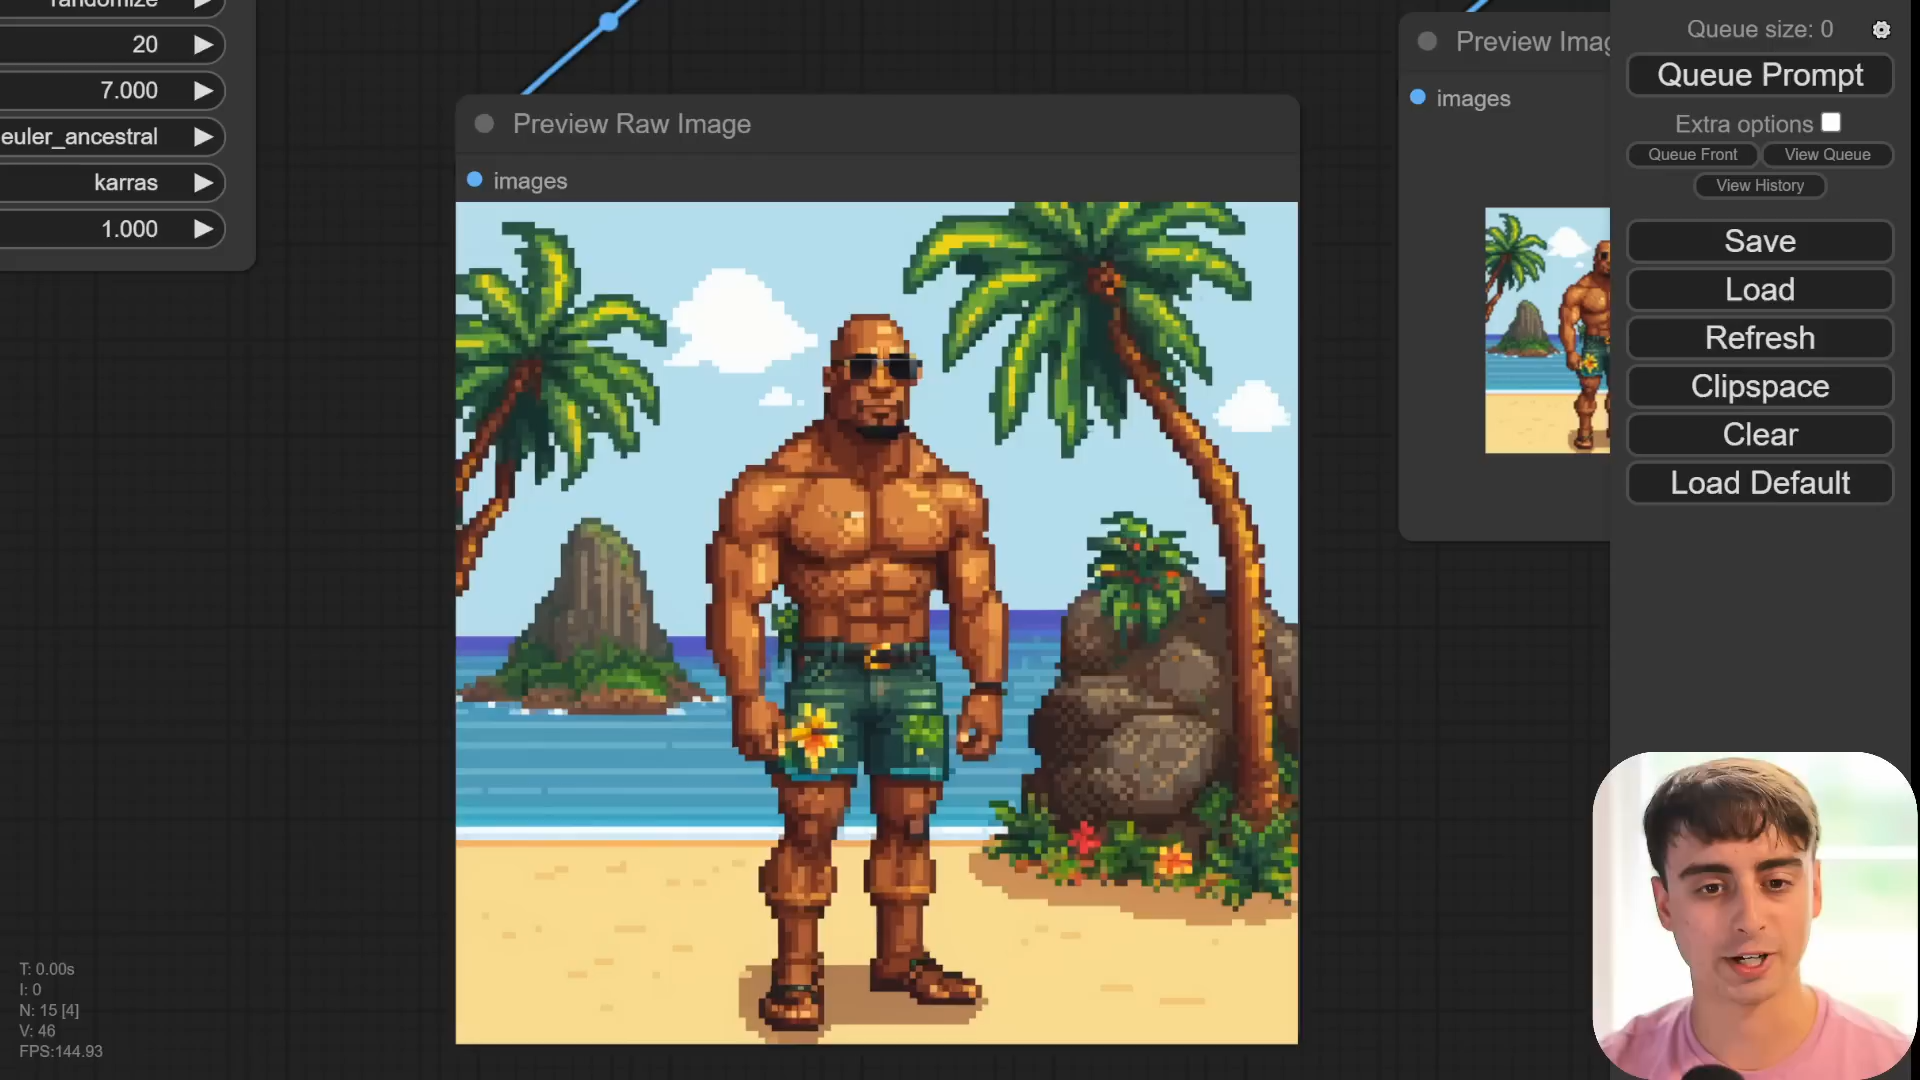 randomize
20
7.000
euler_ancestral
karras
1.000
Preview Raw Image
images
Preview Imag
images
Queue size: 0
Queue Prompt
Extra options
Queue Front
View Queue
View History
Save
Load
Refresh
Clipspace
Clear
Load Default
T: 0.00s
I: 0
N: 15 [4]
V: 46
FPS:144.93